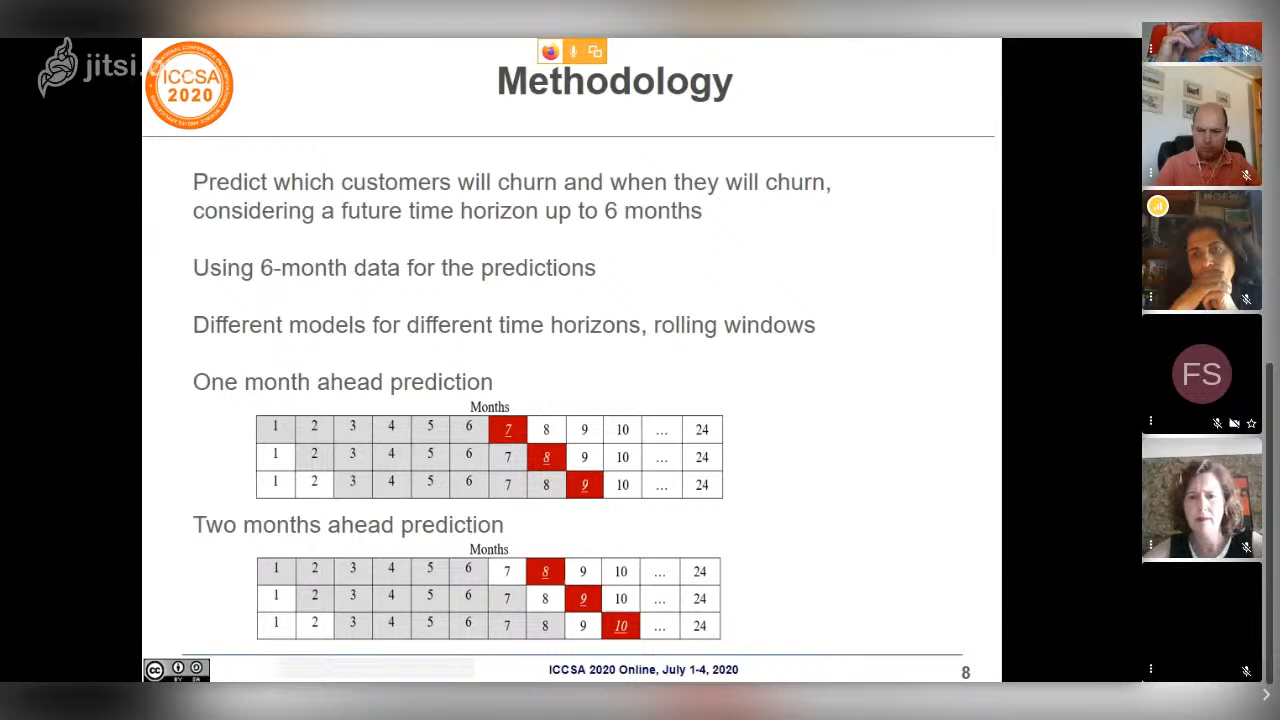 jitsi.
ICCSA
2020
Methodology
Predict which customers will churn and when they will churn,
considering a future time horizon up to 6 months
Using 6-month data for the predictions
Different models for different time horizons, rolling windows
One month ahead prediction
Months
1 2 3 4 5 6 7 8 9 10 ... 24
1 2 3 4 5 6 7 8 9 10 ... 24
1 2 3 4 5 6 7 8 9 10 ... 24
Two months ahead prediction
Months
1 2 3 4 5 6 7 8 9 10 ... 24
1 2 3 4 5 6 7 8 9 10 ... 24
1 2 3 4 5 6 7 8 9 10 ... 24
ICCSA 2020 Online, July 1-4, 2020
8
cc
BY SA
FS